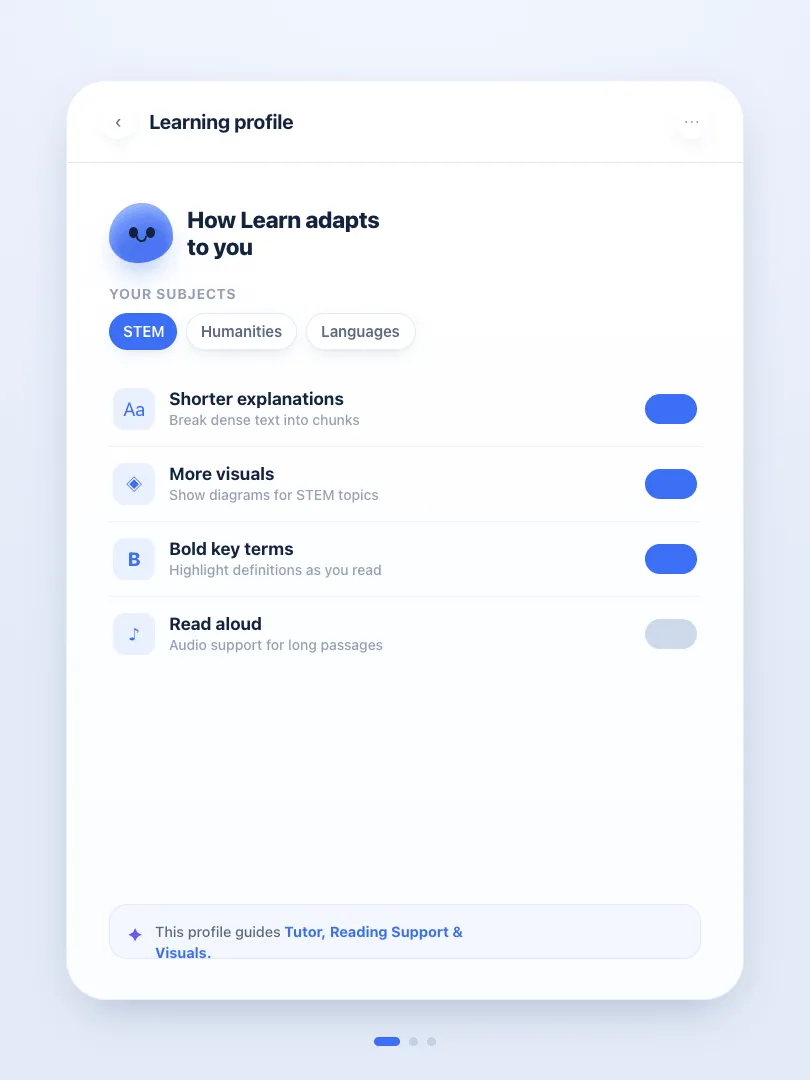 Learning profile
How Learn adapts
to you
YOUR SUBJECTS
STEM Humanities Languages
Aa
Shorter explanations
Break dense text into chunks
More visuals
Show diagrams for STEM topics
B
Bold key terms
Highlight definitions as you read
Read aloud
Audio support for long passages
This profile guides Tutor, Reading Support &
Visuals.